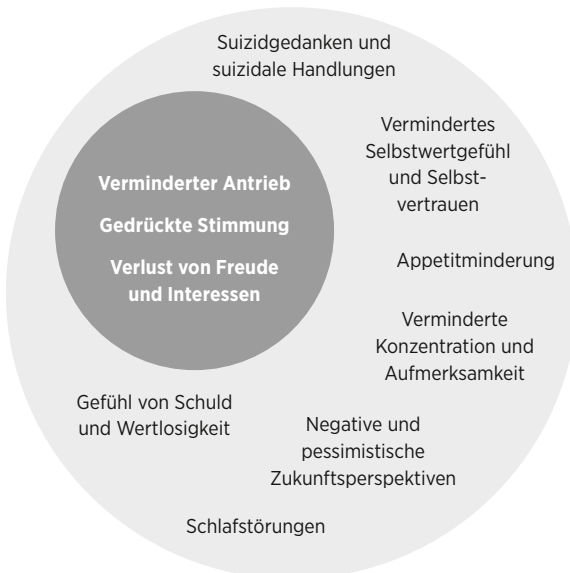 Suizidgedanken und
suizidale Handlungen
Vermindertes
Selbstwertgefühl
und Selbst-
vertrauen
Verminderter Antrieb
Gedrückte Stimmung
Verlust von Freude
und Interessen
Appetitminderung
Verminderte
Konzentration und
Aufmerksamkeit
Gefühl von Schuld
und Wertlosigkeit
Negative und
pessimistische
Zukunftsperspektiven
Schlafstörungen